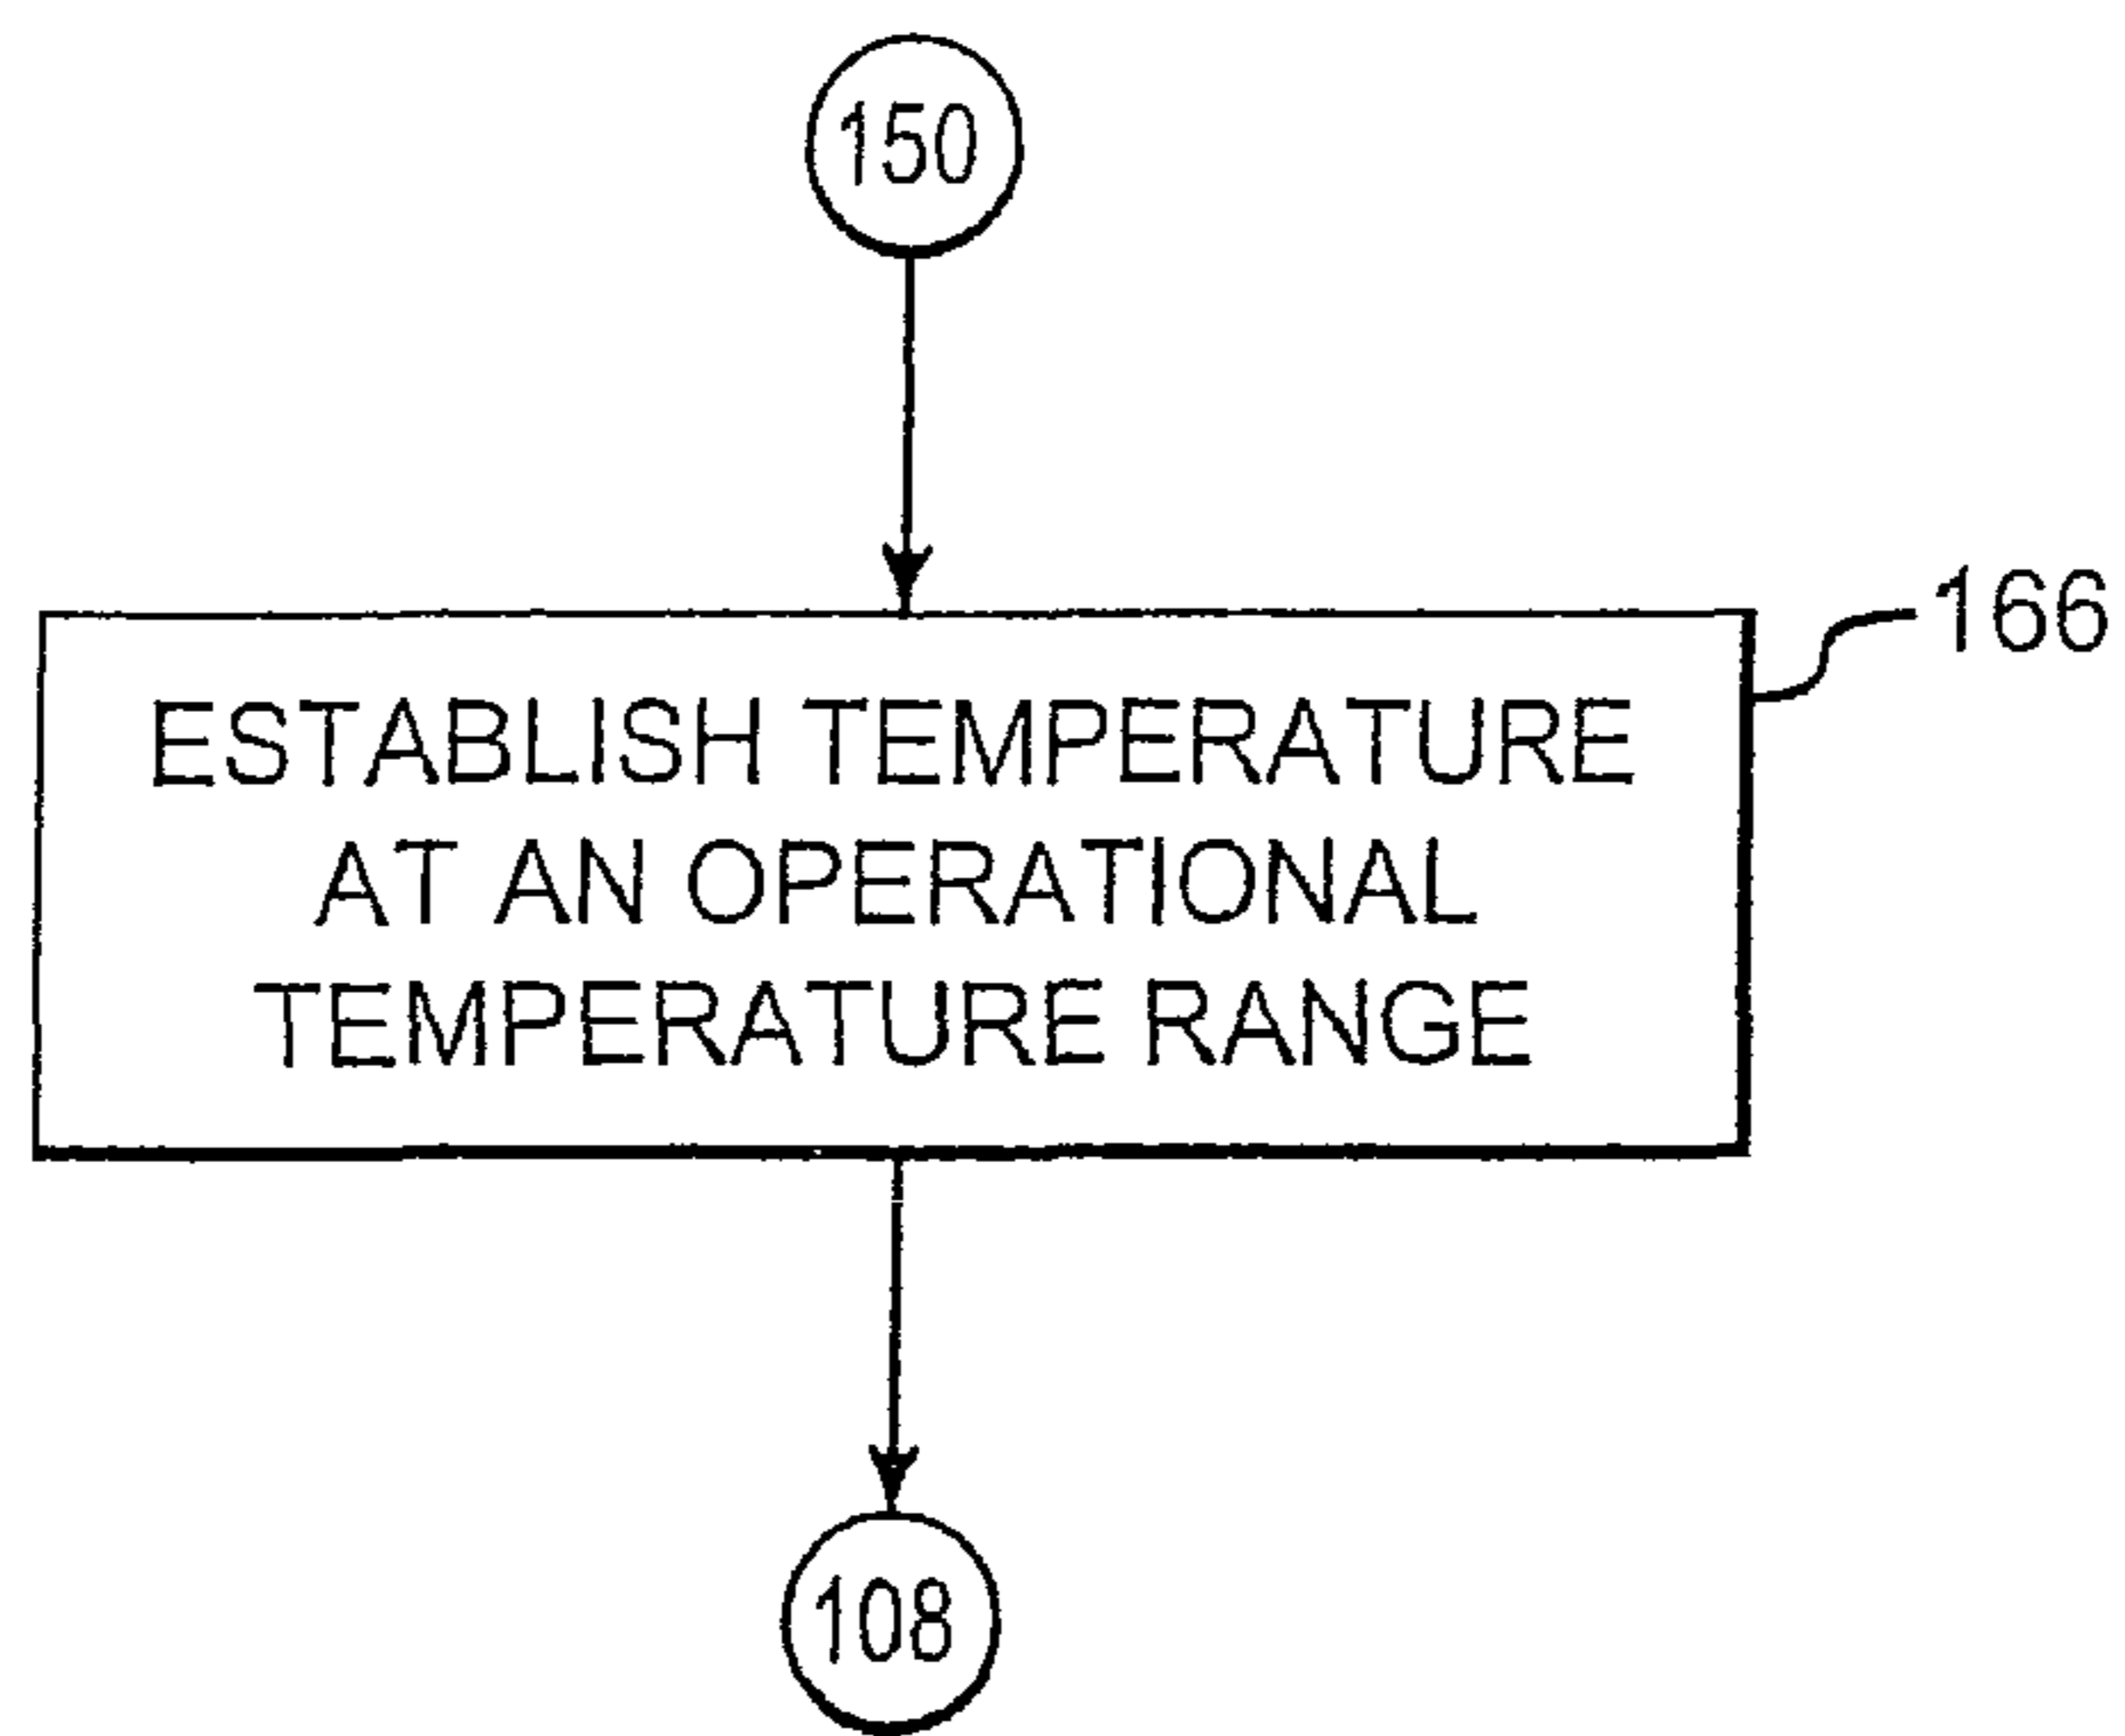 150
166
ESTABLISH TEMPERATURE
AT AN OPERATIONAL
TEMPERATURE RANGE
108